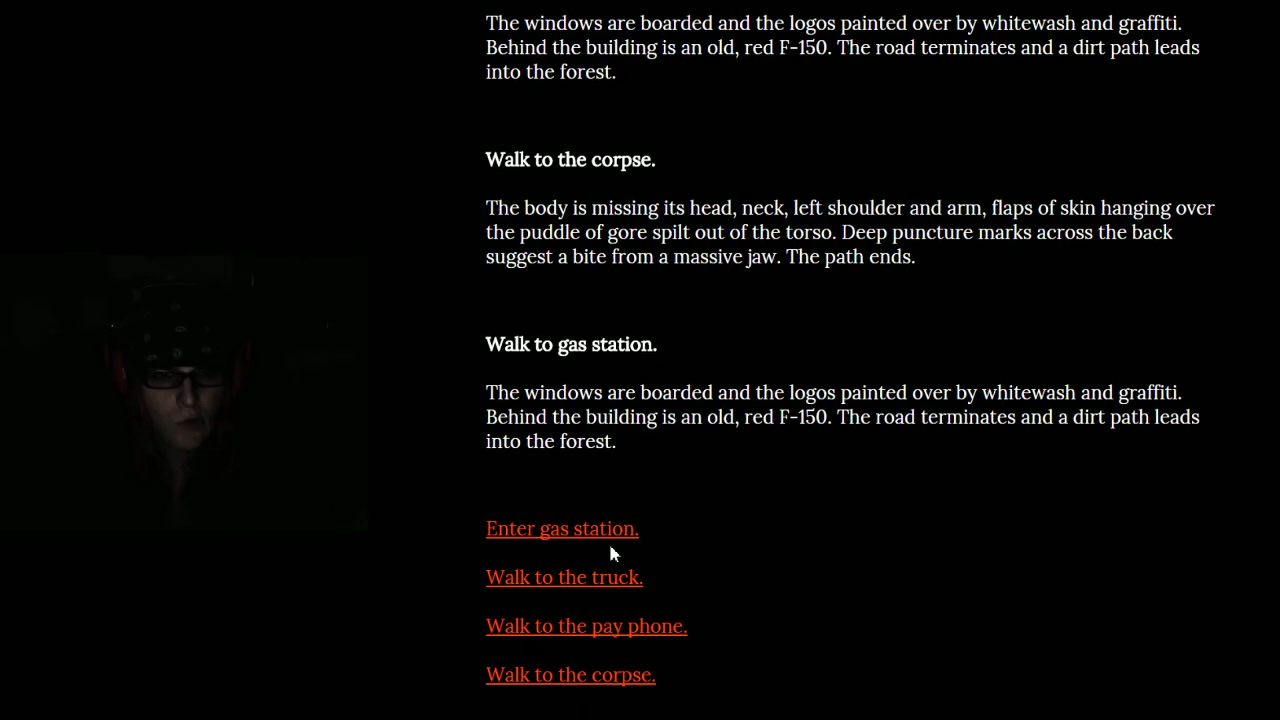 The windows are boarded and the logos painted over by whitewash and graffiti.
Behind the building is an old, red F-150. The road terminates and a dirt path leads
into the forest.
Walk to the corpse.
The body is missing its head, neck, left shoulder and arm, flaps of skin hanging over
the puddle of gore spilt out of the torso. Deep puncture marks across the back
suggest a bite from a massive jaw. The path ends.
Walk to gas station.
The windows are boarded and the logos painted over by whitewash and graffiti.
Behind the building is an old, red F-150. The road terminates and a dirt path leads
into the forest.
Enter gas station.
Walk to the truck.
Walk to the pay phone.
Walk to the corpse.